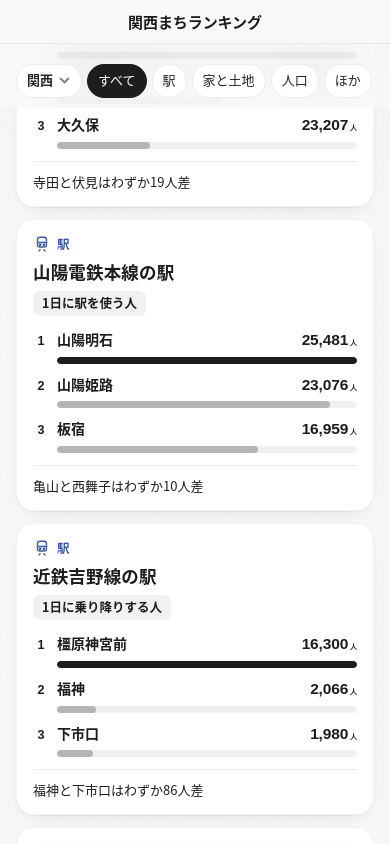 関西まちランキング
関西 すべて 駅 家と土地 人口 ほか
3 大久保 23,207人
寺田と伏見はわずか19人差
駅
山陽電鉄本線の駅
1日に駅を使う人
1 山陽明石 25,481人
2 山陽姫路 23,076人
3 板宿 16,959人
亀山と西舞子はわずか10人差
駅
近鉄吉野線の駅
1日に乗り降りする人
1 橿原神宮前 16,300人
2 福神 2,066人
3 下市口 1,980人
福神と下市口はわずか86人差